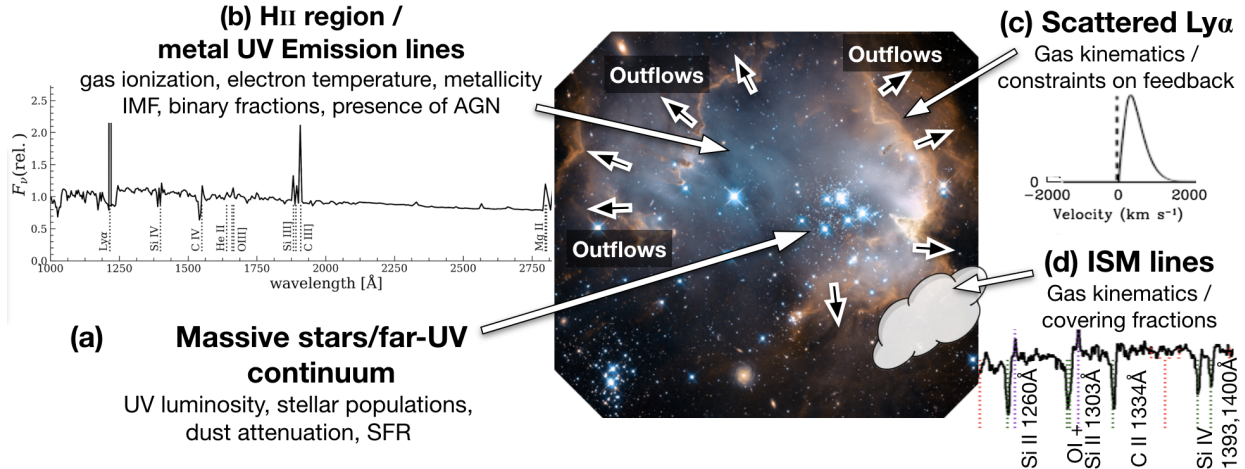 (b) HII region /
metal UV Emission lines
gas ionization, electron temperature, metallicity
IMF, binary fractions, presence of AGN
Fν(rel.)
2.5
2.0
1.5
1.0
0.5
0.0
Lyα
Si IV
C IV
He II
OIII]
Si III]
C III]
Mg II
1000 1250 1500 1750 2000 2250 2500 2750
wavelength [Å]
(a) Massive stars/far-UV
continuum
UV luminosity, stellar populations,
dust attenuation, SFR
Outflows
Outflows
Outflows
(c) Scattered Lyα
Gas kinematics /
constraints on feedback
0
−2000 0 2000
Velocity (km s⁻¹)
(d) ISM lines
Gas kinematics /
covering fractions
Si II 1260Å
OI +
Si II 1303Å
C II 1334Å
Si IV
1393,1400Å